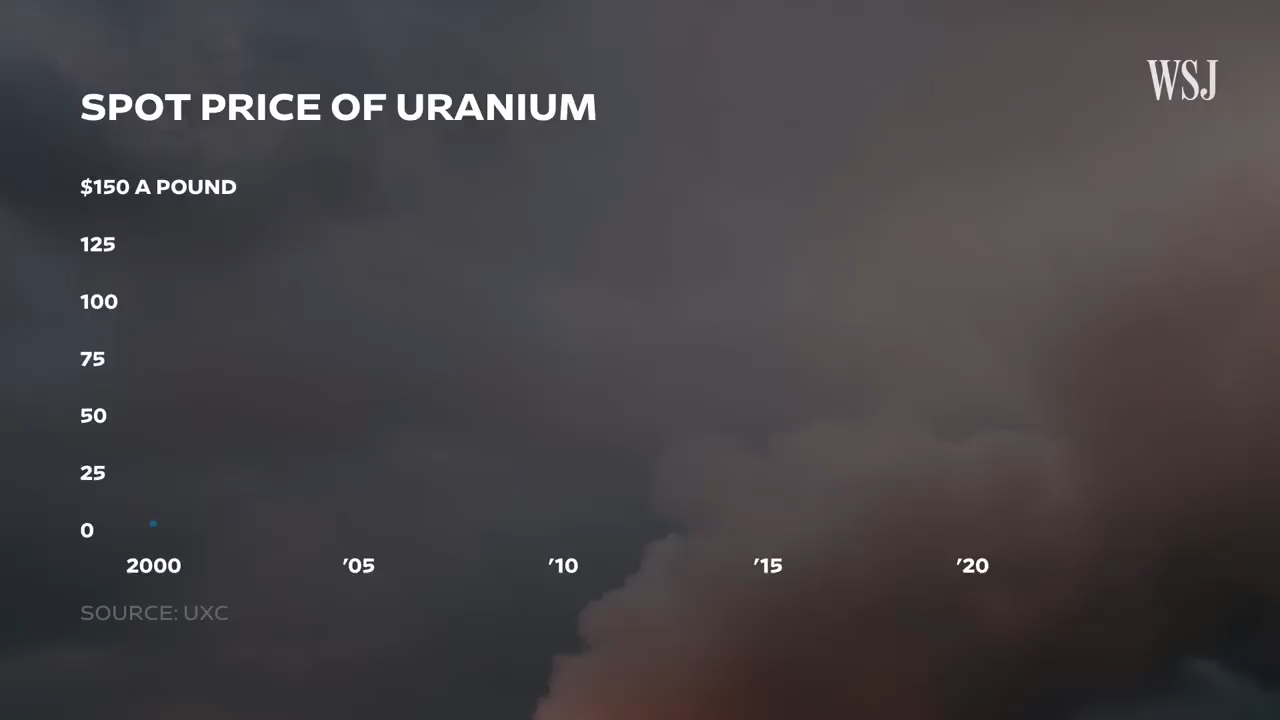 WSJ
SPOT PRICE OF URANIUM
$150 A POUND
125
100
75
50
25
0
2000 ’05 ’10 ’15 ’20
SOURCE: UXC